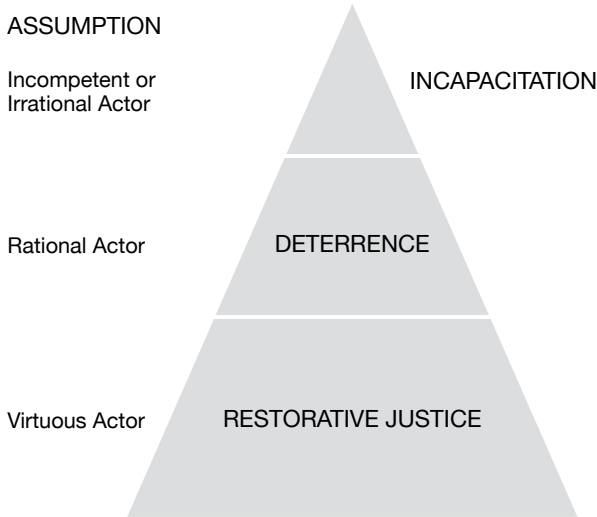 ASSUMPTION
Incompetent or
Irrational Actor
INCAPACITATION
Rational Actor
DETERRENCE
Virtuous Actor
RESTORATIVE JUSTICE